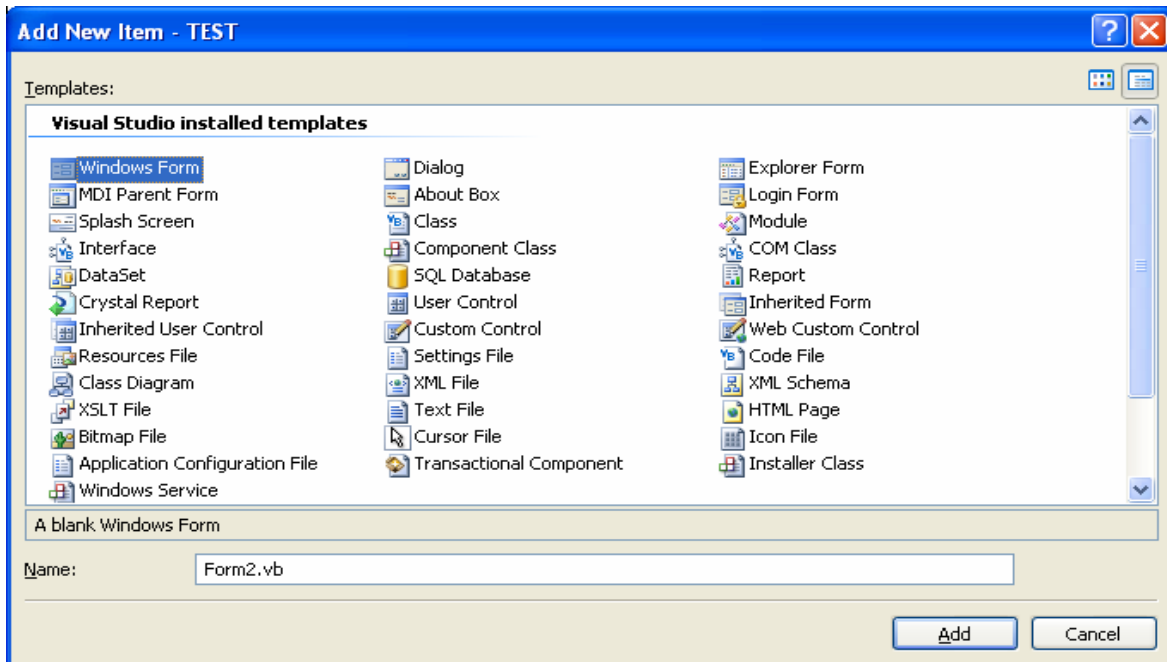 Add New Item - TEST
Templates:
Visual Studio installed templates
Windows Form Dialog Explorer Form
MDI Parent Form About Box Login Form
Splash Screen Class Module
Interface Component Class COM Class
DataSet SQL Database Report
Crystal Report User Control Inherited Form
Inherited User Control Custom Control Web Custom Control
Resources File Settings File Code File
Class Diagram XML File XML Schema
XSLT File Text File HTML Page
Bitmap File Cursor File Icon File
Application Configuration File Transactional Component Installer Class
Windows Service
A blank Windows Form
Name: Form2.vb
Add Cancel